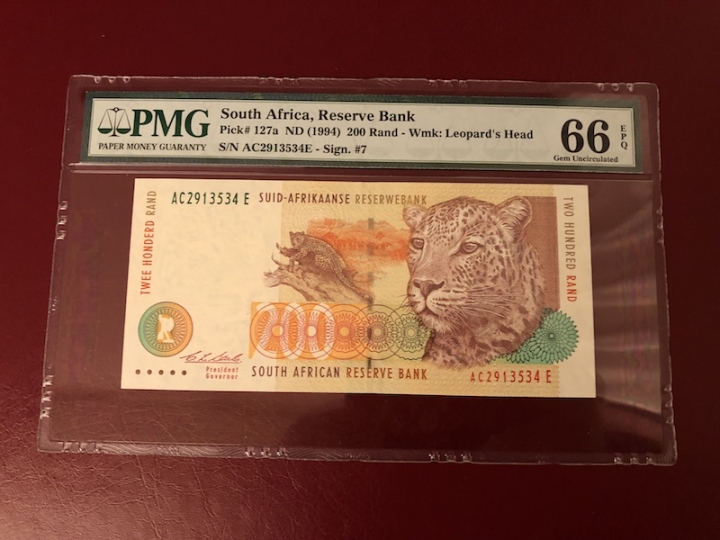 PMG
PAPER MONEY GUARANTY
South Africa, Reserve Bank
Pick# 127a ND (1994) 200 Rand - Wmk: Leopard's Head
S/N AC2913534E - Sign. #7
66
EPQ
Gem Uncirculated
TWEE HONDERD RAND
AC2913534 E
SUID-AFRIKAANSE RESERWEBANK
TWO HUNDRED RAND
R
President
Governor
SOUTH AFRICAN RESERVE BANK
AC2913534 E